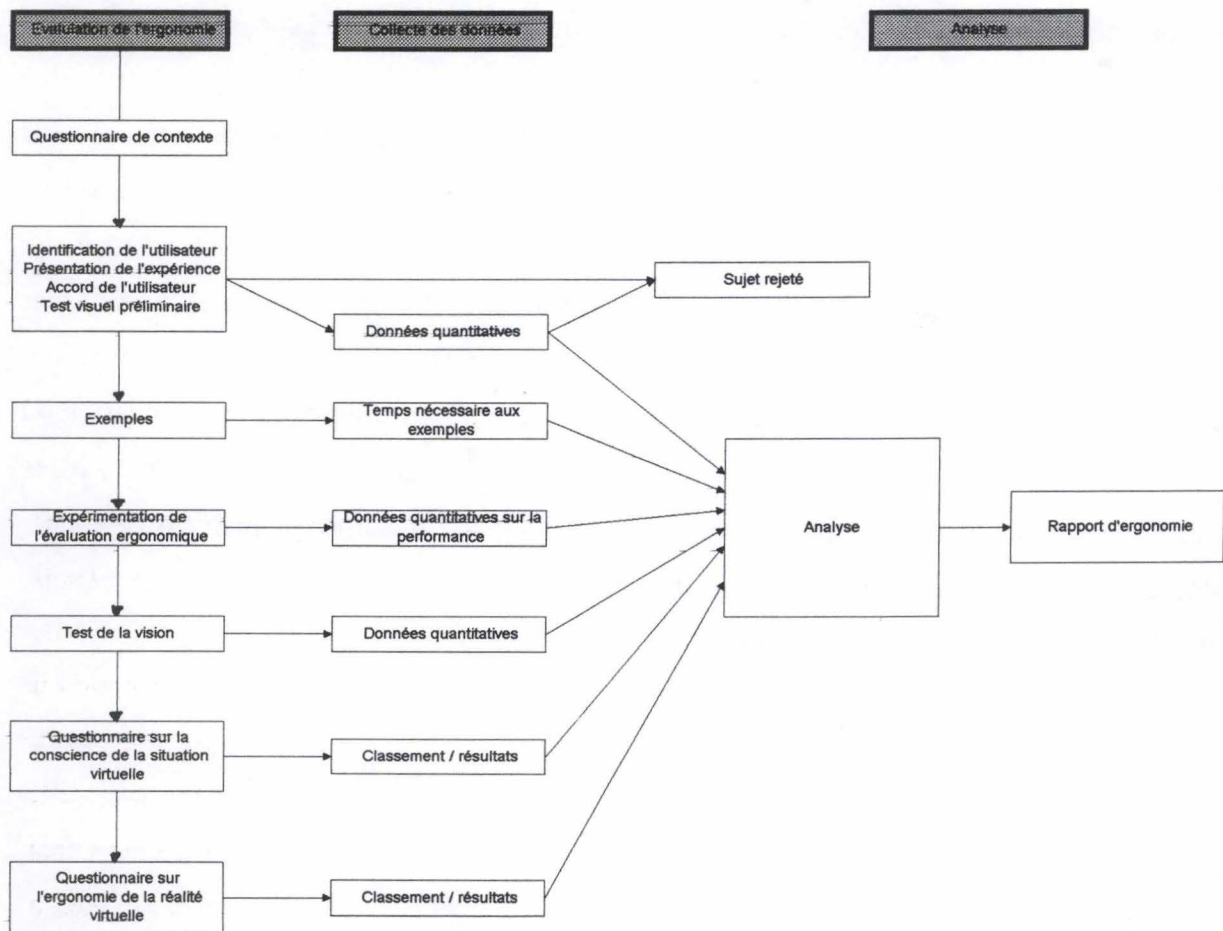 Evalulation de l'ergonomie
Collecte des données
Analyse
Questionnaire de contexte
Identification de l'utilisateur
Présentation de l'expérience
Accord de l'utilisateur
Test visuel préliminaire
Sujet rejeté
Données quantitatives
Exemples
Temps nécessaire aux
exemples
Expérimentation de
l'évaluation ergonomique
Données quantitatives sur la
performance
Analyse
Rapport d'ergonomie
Test de la vision
Données quantitatives
Questionnaire sur la
conscience de la situation
virtuelle
Classement / résultats
Questionnaire sur
l'ergonomie de la réalité
virtuelle
Classement / résultats